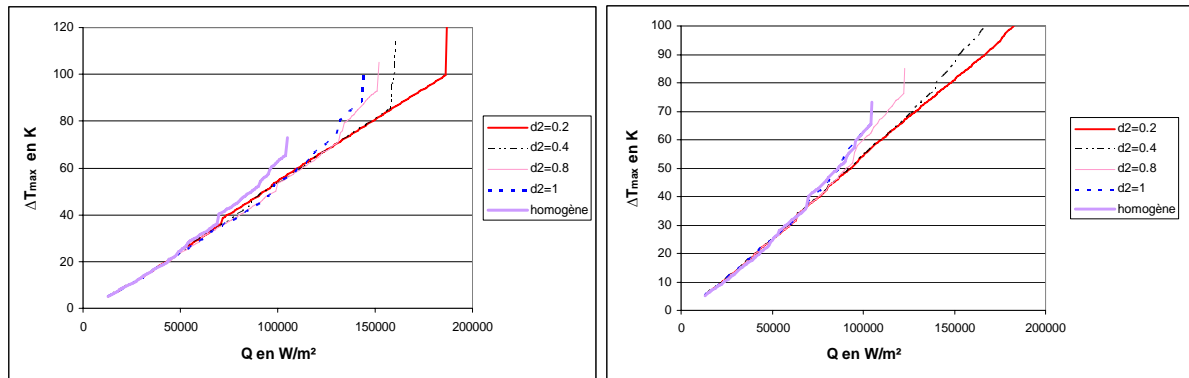 120
100
80
60
40
20
0
ΔTmax en K
0 50000 100000 150000 200000
Q en W/m²
d2=0.2
d2=0.4
d2=0.8
d2=1
homogène
100
90
80
70
60
50
40
30
20
10
0
ΔTmax en K
0 50000 100000 150000 200000
Q en W/m²
d2=0.2
d2=0.4
d2=0.8
d2=1
homogène